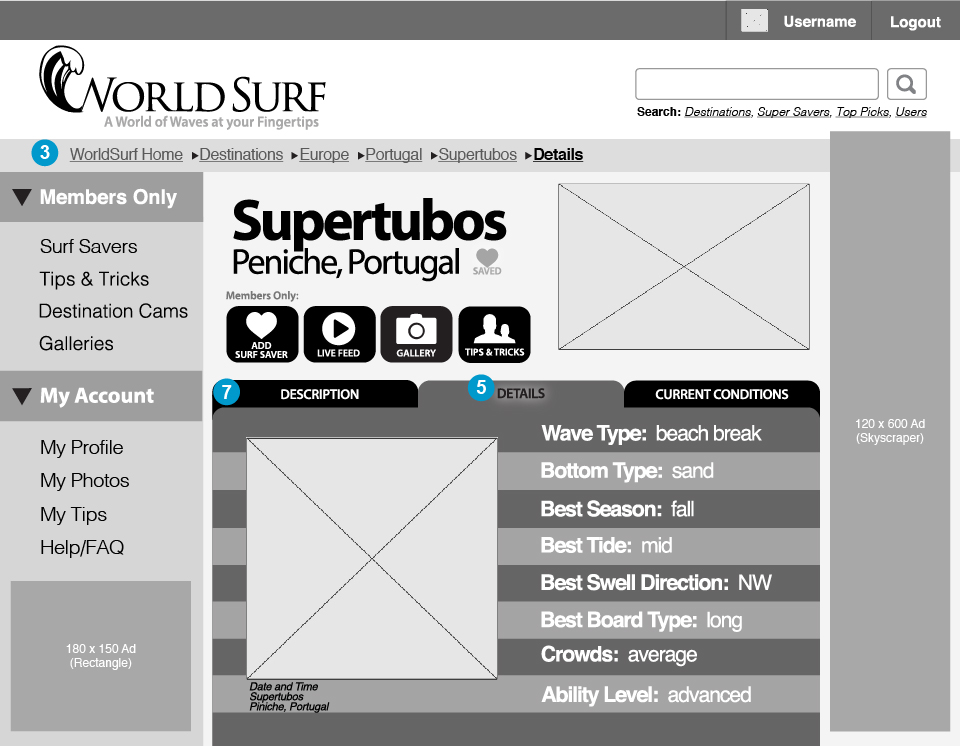 Username Logout
WORLD SURF
A World of Waves at your Fingertips
Search: Destinations, Super Savers, Top Picks, Users
3 WorldSurf Home Destinations Europe Portugal Supertubos Details
Members Only
Surf Savers
Tips & Tricks
Destination Cams
Galleries
My Account
My Profile
My Photos
My Tips
Help/FAQ
180 x 150 Ad
(Rectangle)
Supertubos
Peniche, Portugal
SAVED
Members Only:
ADD
SURF SAVER
LIVE FEED
GALLERY
TIPS & TRICKS
7 DESCRIPTION 5 DETAILS CURRENT CONDITIONS
Wave Type: beach break
Bottom Type: sand
Best Season: fall
Best Tide: mid
Best Swell Direction: NW
Best Board Type: long
Crowds: average
Ability Level: advanced
Date and Time
Supertubos
Piniche, Portugal
120 x 600 Ad
(Skyscraper)